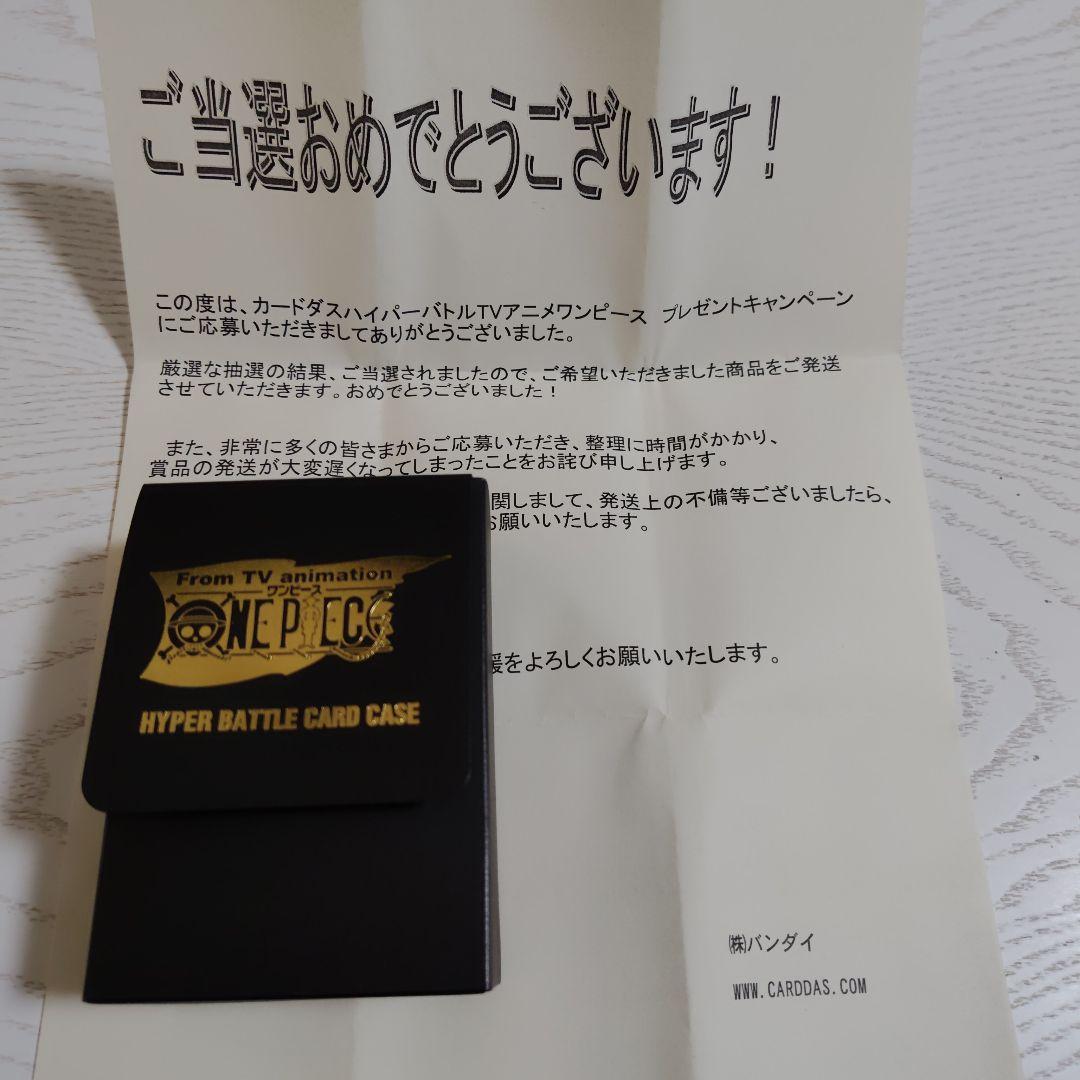 ご当選おめでとうございます!
この度は、カードダスハイパーバトルTVアニメワンピース プレゼントキャンペーン
にご応募いただきましてありがとうございました。
厳選な抽選の結果、ご当選されましたので、ご希望いただきました商品をご発送
させていただきます。おめでとうございました!
また、非常に多くの皆さまからご応募いただき、整理に時間がかかり、
賞品の発送が大変遅くなってしまったことをお詫び申し上げます。
関しまして、発送上の不備等ございましたら、
お願いいたします。
援をよろしくお願いいたします。
From TV animation
ワンピース
ONE PIECE
HYPER BATTLE CARD CASE
㈱バンダイ
WWW.CARDDAS.COM